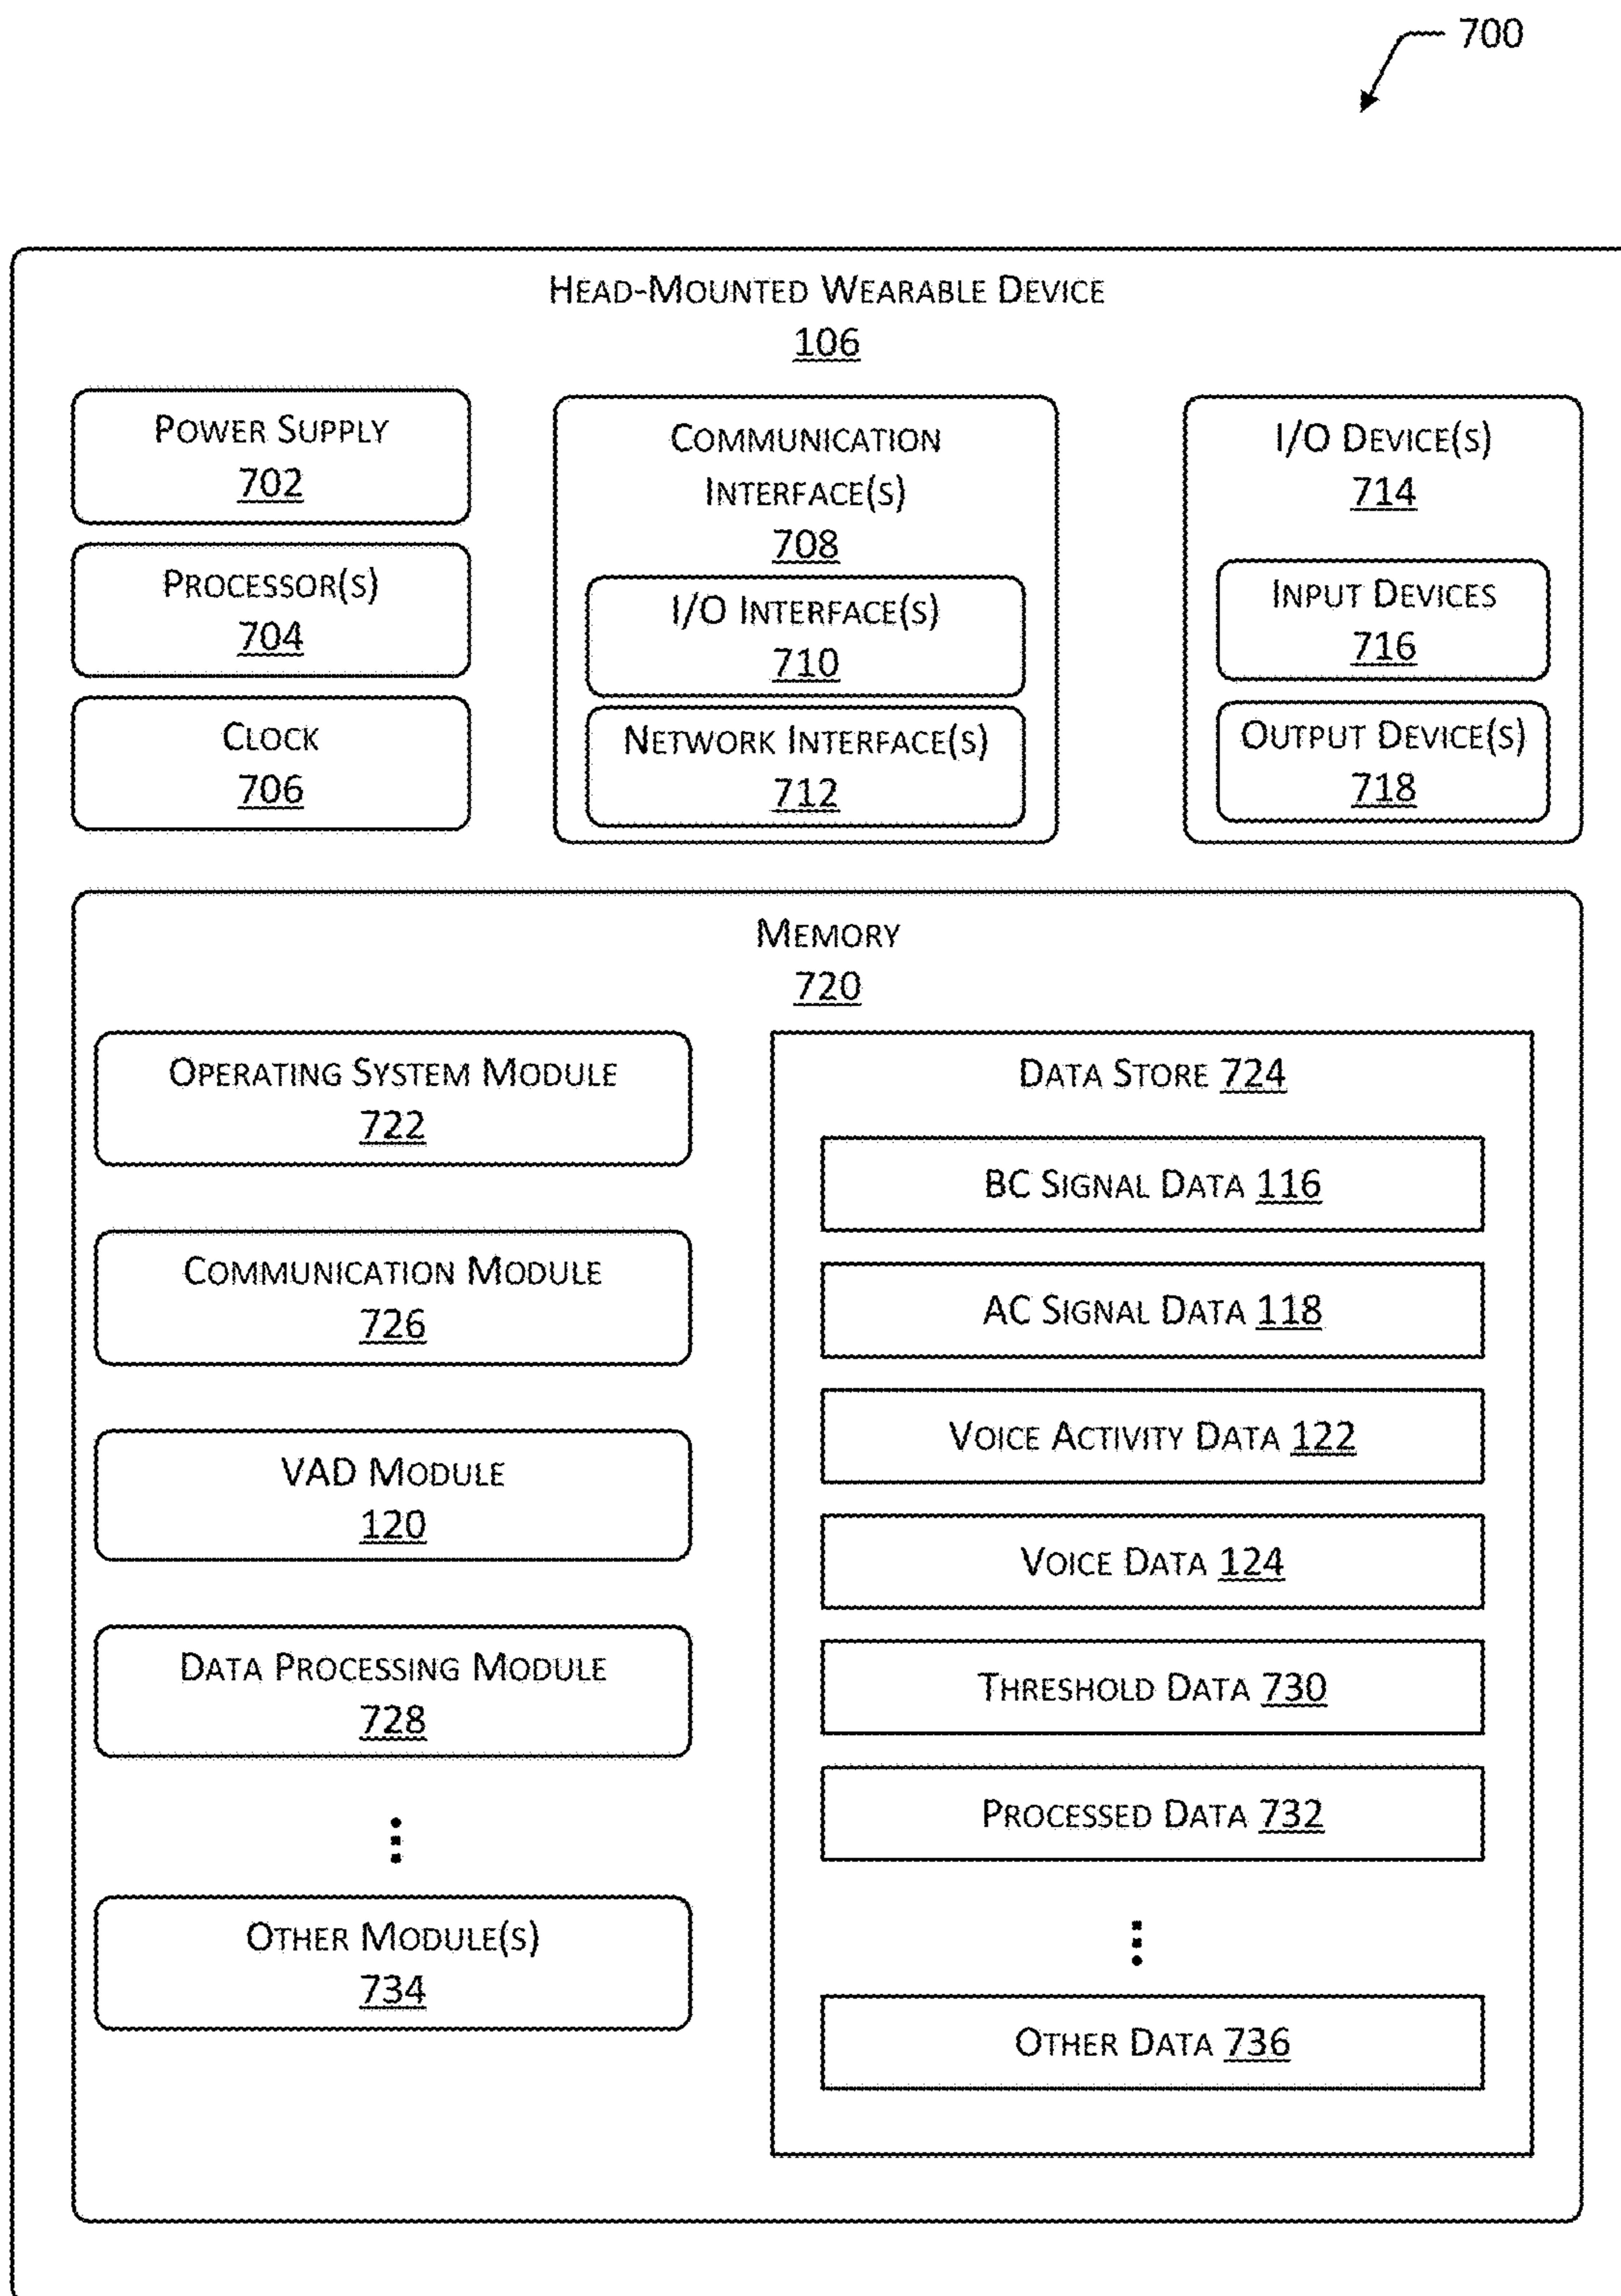 700
HEAD-MOUNTED WEARABLE DEVICE
106
POWER SUPPLY
702
PROCESSOR(S)
704
CLOCK
706
COMMUNICATION
INTERFACE(S)
708
I/O INTERFACE(S)
710
NETWORK INTERFACE(S)
712
I/O DEVICE(S)
714
INPUT DEVICES
716
OUTPUT DEVICE(S)
718
MEMORY
720
OPERATING SYSTEM MODULE
722
COMMUNICATION MODULE
726
VAD MODULE
120
DATA PROCESSING MODULE
728
OTHER MODULE(S)
734
DATA STORE 724
BC SIGNAL DATA 116
AC SIGNAL DATA 118
VOICE ACTIVITY DATA 122
VOICE DATA 124
THRESHOLD DATA 730
PROCESSED DATA 732
OTHER DATA 736